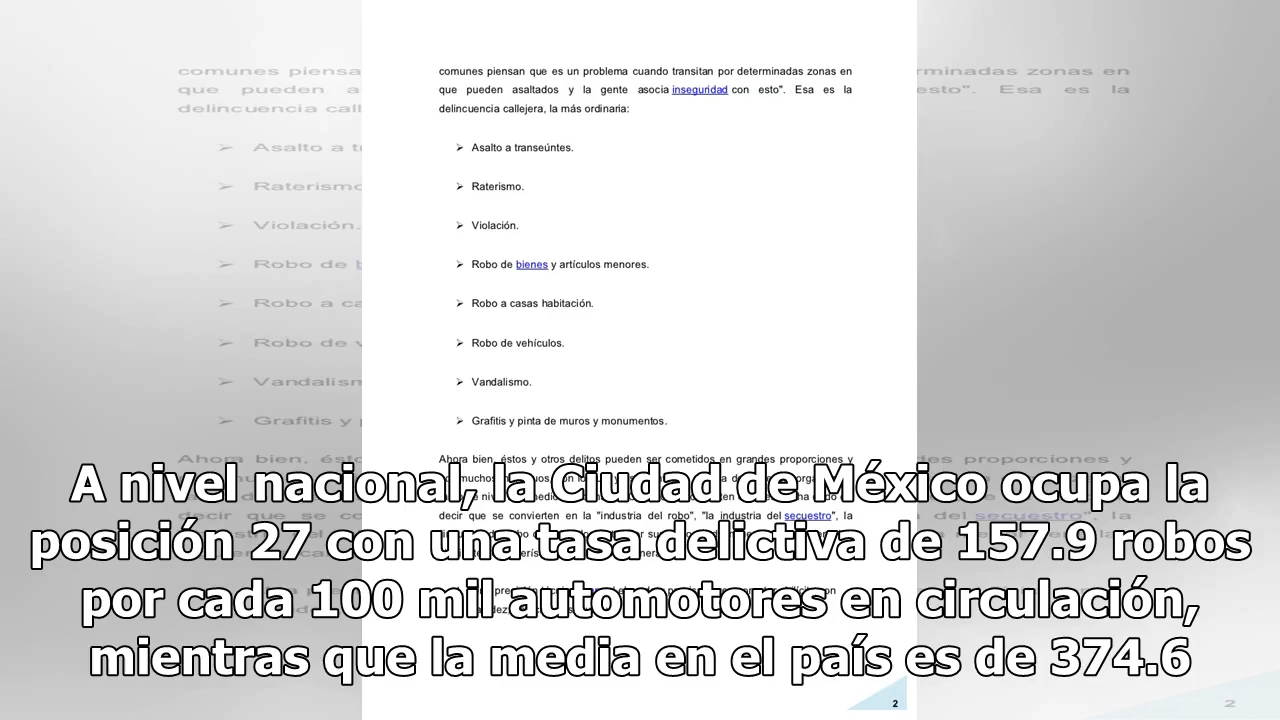 comunes piensan que es un problema cuando transitan por determinadas zonas en
que pueden asaltados y la gente asocia inseguridad con esto". Esa es la
delincuencia callejera, la más ordinaria:
➢ Asalto a transeúntes.
➢ Raterismo.
➢ Violación.
➢ Robo de bienes y artículos menores.
➢ Robo a casas habitación.
➢ Robo de vehículos.
➢ Vandalismo.
➢ Grafitis y pinta de muros y monumentos.
Ahora bien, éstos y otros delitos pueden ser cometidos en grandes proporciones y
A nivel nacional, la Ciudad de México ocupa la
decir que se convierten en la "industria del robo", "la industria del secuestro", la
posición 27 con una tasa delictiva de 157.9 robos
por cada 100 mil automotores en circulación,
mientras que la media en el país es de 374.6
2